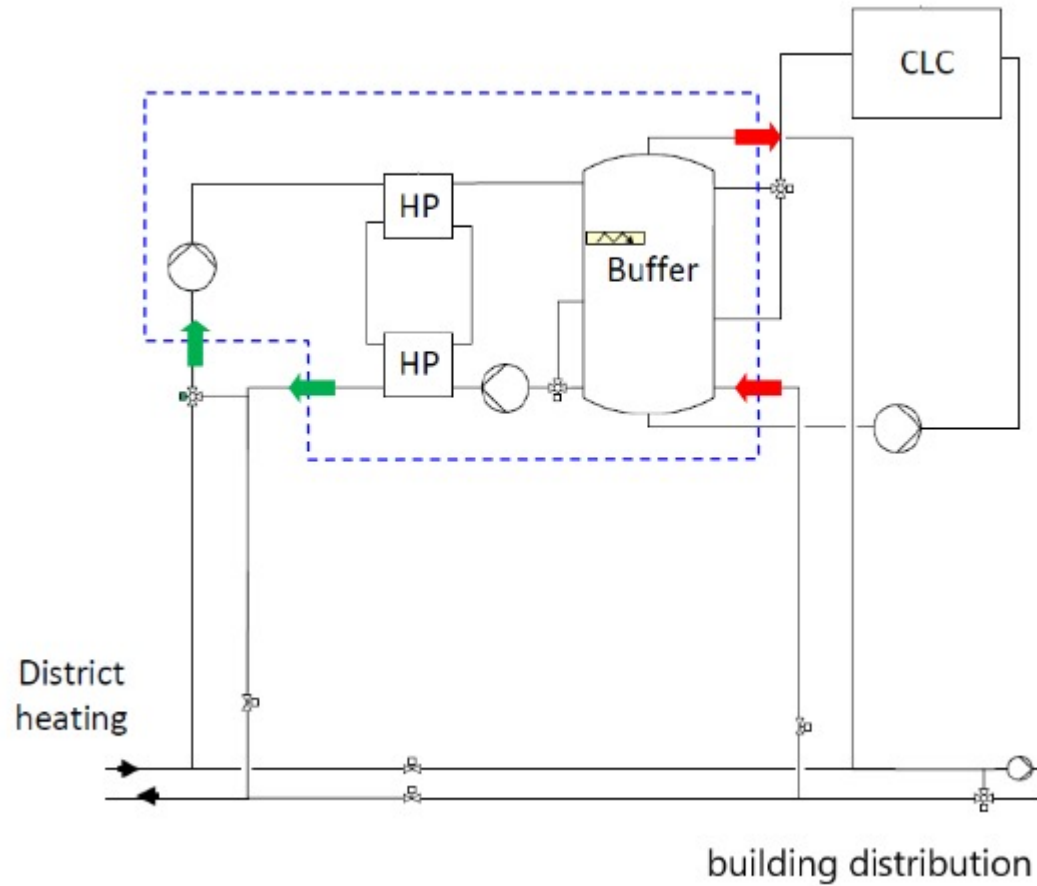 CLC
HP
Buffer
HP
District
heating
building distribution